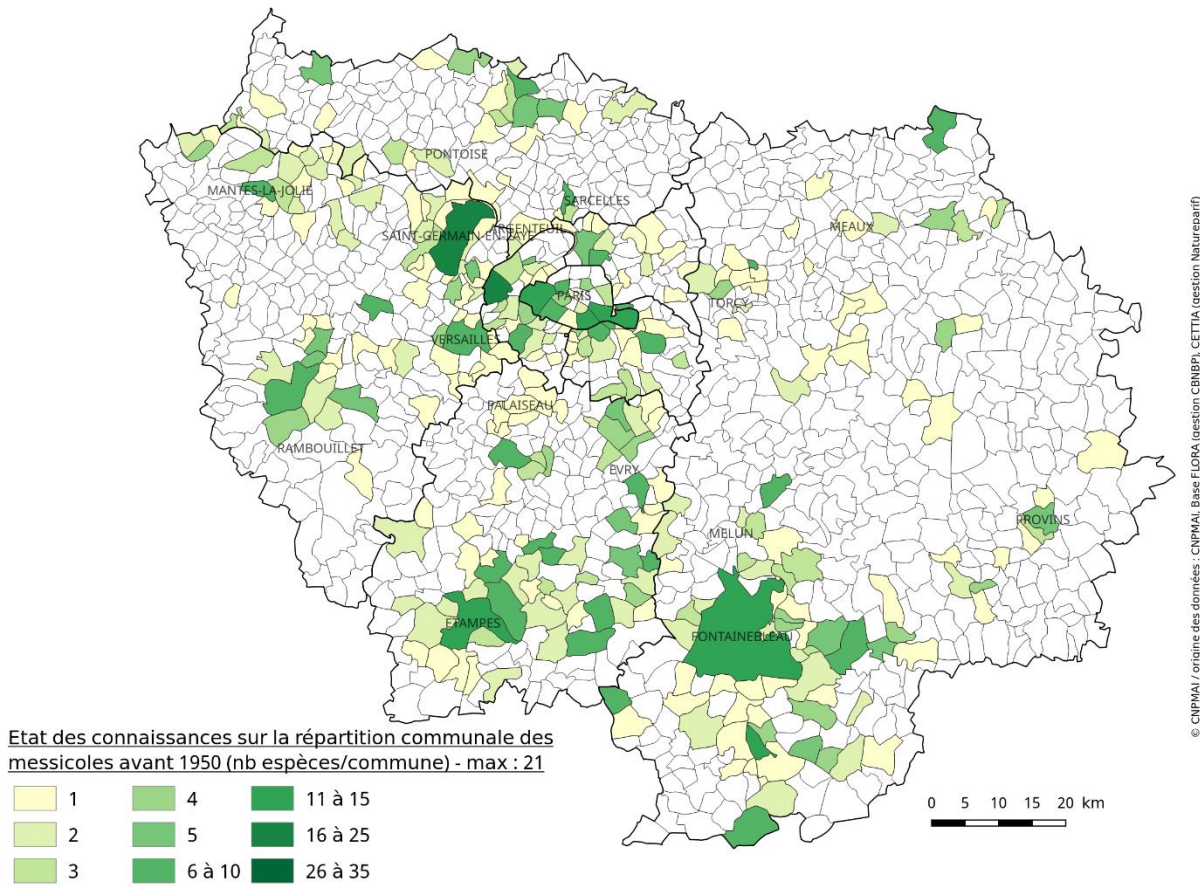 PONTOISE
MANTES-LA-JOLIE
SARCELLES
ARGENTEUIL
SAINT-GERMAIN-EN-LAYE
MEAUX
PARIS
TORCY
VERSAILLES
PALAISEAU
RAMBOUILLET
EVRY
PROVINS
MELUN
ETAMPES
FONTAINEBLEAU
Etat des connaissances sur la répartition communale des
messicoles avant 1950 (nb espèces/commune) - max : 21
1
4
11 à 15
2
5
16 à 25
3
6 à 10
26 à 35
0 5 10 15 20 km
© CNPMAI / origine des données : CNPMAI, Base FLORA (gestion CBNBP), CETTIA (gestion Natureparif)